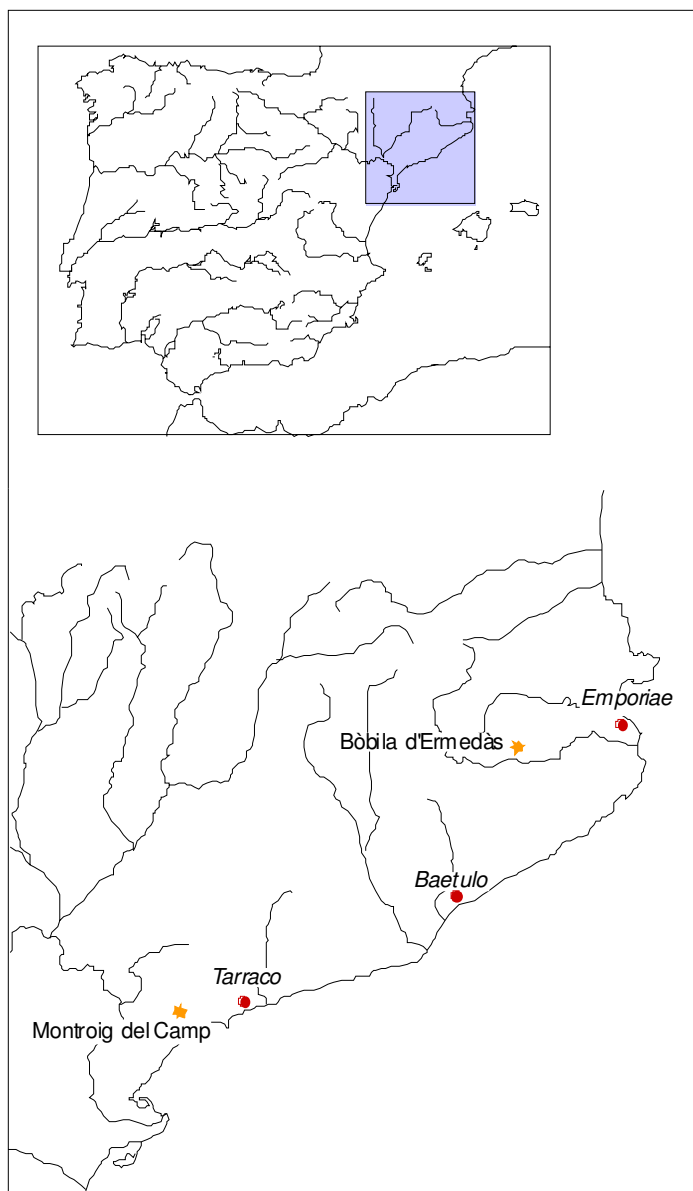 Emporiae
Bòbila d'Ermedàs
Baetulo
Tarraco
Montroig del Camp